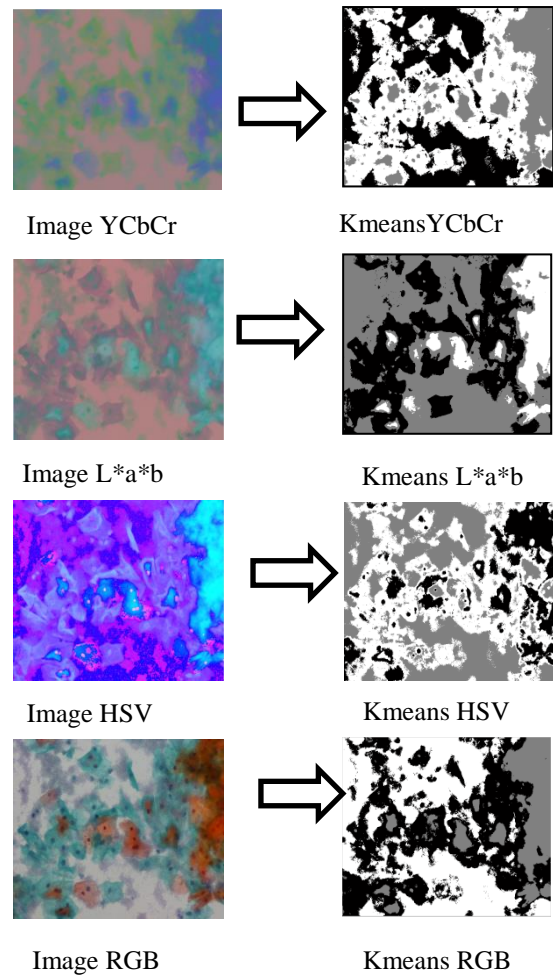 Image YCbCr
KmeansYCbCr
Image L*a*b
Kmeans L*a*b
Image HSV
Kmeans HSV
Image RGB
Kmeans RGB